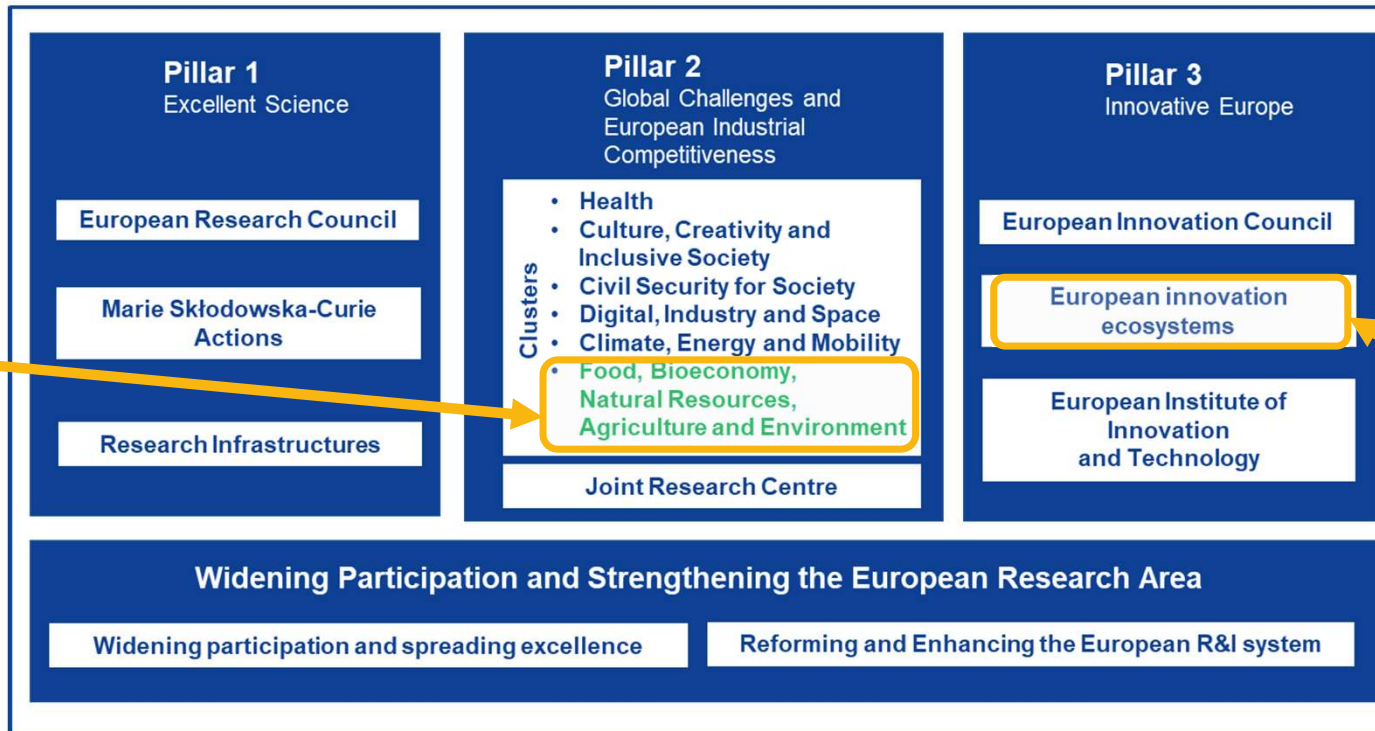 Pillar 1
Excellent Science
European Research Council
Marie Skłodowska-Curie
Actions
Research Infrastructures
Pillar 2
Global Challenges and
European Industrial
Competitiveness
Clusters
• Health
• Culture, Creativity and
Inclusive Society
• Civil Security for Society
• Digital, Industry and Space
• Climate, Energy and Mobility
• Food, Bioeconomy,
Natural Resources,
Agriculture and Environment
Joint Research Centre
Pillar 3
Innovative Europe
European Innovation Council
European innovation
ecosystems
European Institute of
Innovation
and Technology
Widening Participation and Strengthening the European Research Area
Widening participation and spreading excellence
Reforming and Enhancing the European R&I system